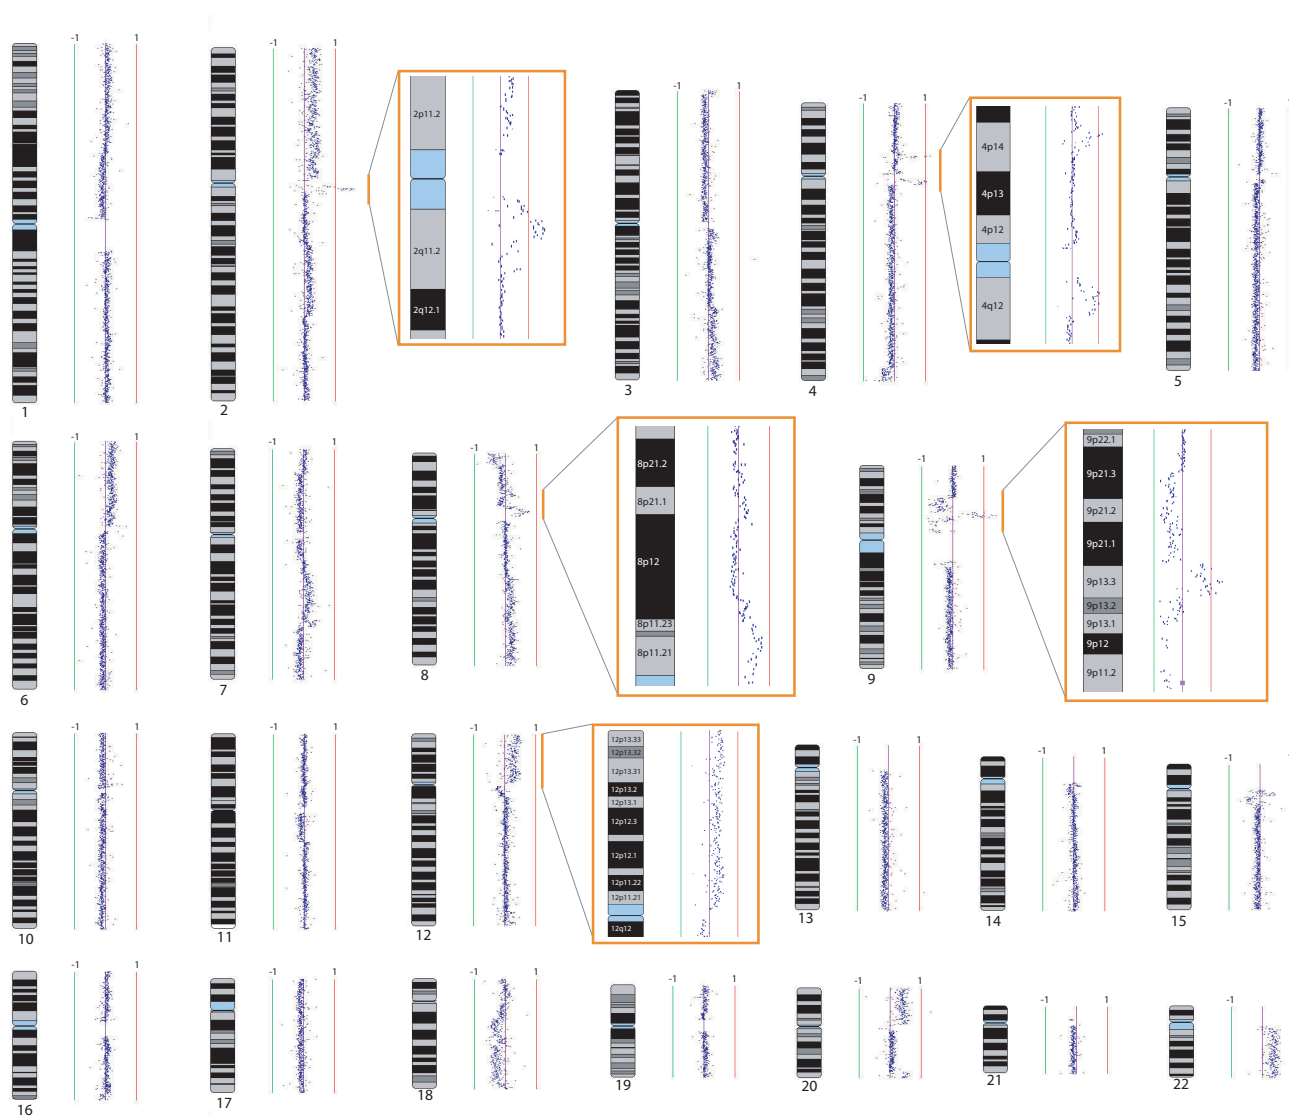 -1 1
1
-1 1
2
2p11.2
2q11.2
2q12.1
-1 1
3
-1 1
4
4p14
4p13
4p12
4q12
-1
5
-1 1
6
-1 1
7
-1 1
8
8p21.2
8p21.1
8p12
8p11.23
8p11.21
-1 1
9
9p22.1
9p21.3
9p21.2
9p21.1
9p13.3
9p13.2
9p13.1
9p12
9p11.2
-1 1
10
-1 1
11
-1 1
12
12p13.33
12p13.32
12p13.31
12p13.2
12p13.1
12p12.3
12p12.1
12p11.22
12p11.21
12q12
-1 1
13
-1 1
14
-1
15
-1 1
16
-1 1
17
-1 1
18
-1 1
19
-1 1
20
-1 1
21
-1
22